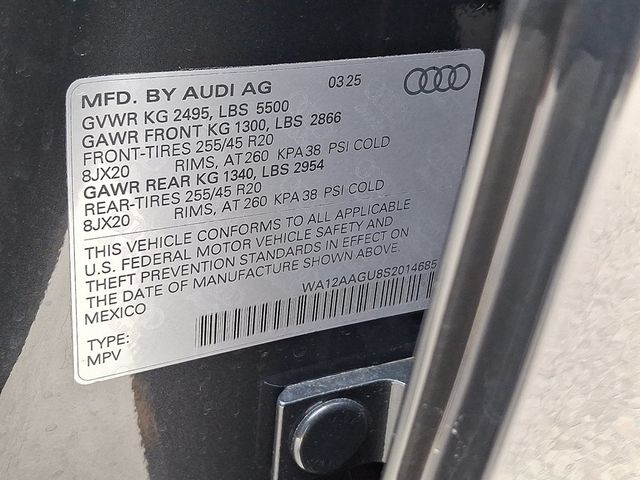 MFD. BY AUDI AG 03 25
GVWR KG 2495, LBS 5500
GAWR FRONT KG 1300, LBS 2866
FRONT-TIRES 255/45 R20
8JX20 RIMS, AT 260 KPA 38 PSI COLD
GAWR REAR KG 1340, LBS 2954
REAR-TIRES 255/45 R20
8JX20 RIMS, AT 260 KPA 38 PSI COLD
THIS VEHICLE CONFORMS TO ALL APPLICABLE
U.S. FEDERAL MOTOR VEHICLE SAFETY AND
THEFT PREVENTION STANDARDS IN EFFECT ON
THE DATE OF MANUFACTURE SHOWN ABOVE.
MEXICO WA12AAGU8S2014685
TYPE:
MPV